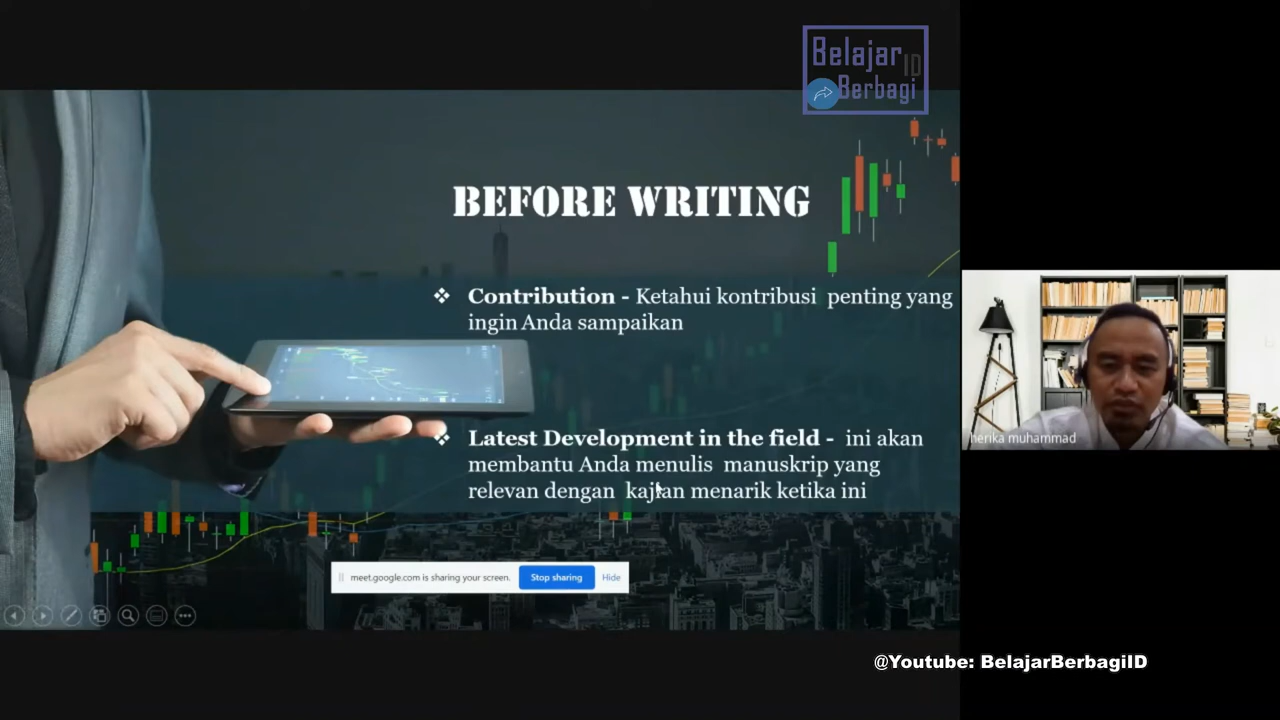 Belajar ID
Berbagi
BEFORE WRITING
❖ Contribution - Ketahui kontribusi penting yang
ingin Anda sampaikan
❖ Latest Development in the field - ini akan
membantu Anda menulis manuskrip yang
relevan dengan kajian menarik ketika ini
herika muhammad
meet.google.com is sharing your screen. Stop sharing Hide
@Youtube: BelajarBerbagiID